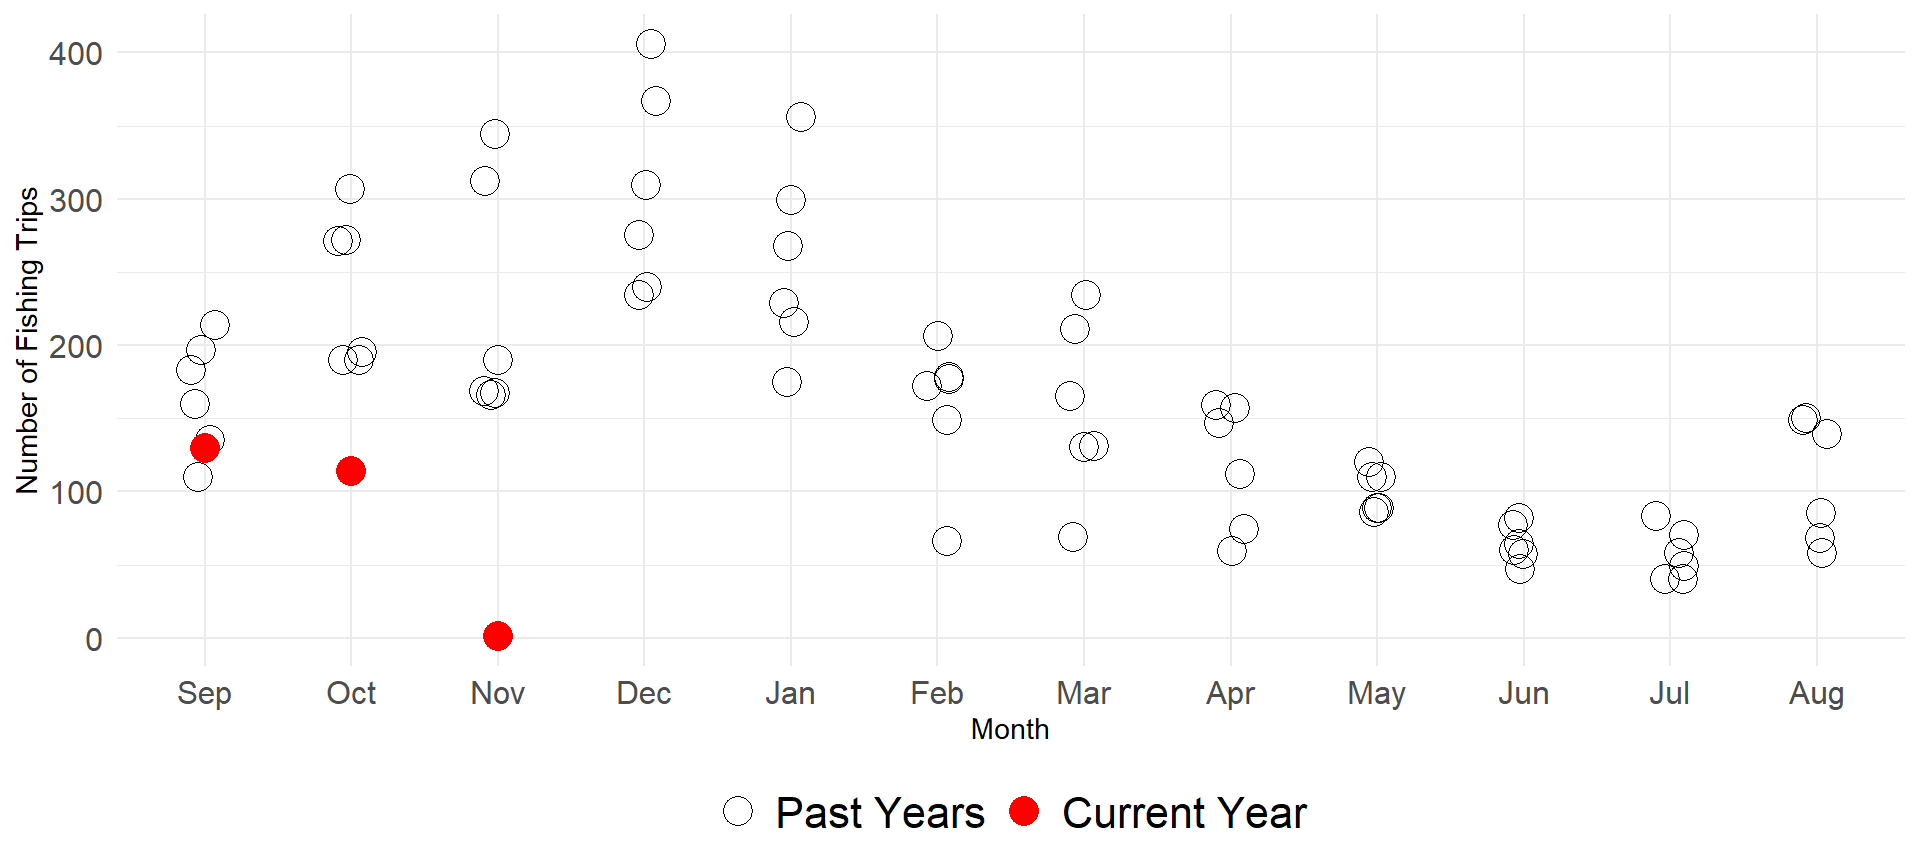 Number of Fishing Trips
400
300
200
100
0
Sep Oct Nov Dec Jan Feb Mar Apr May Jun Jul Aug
Month
Past Years Current Year